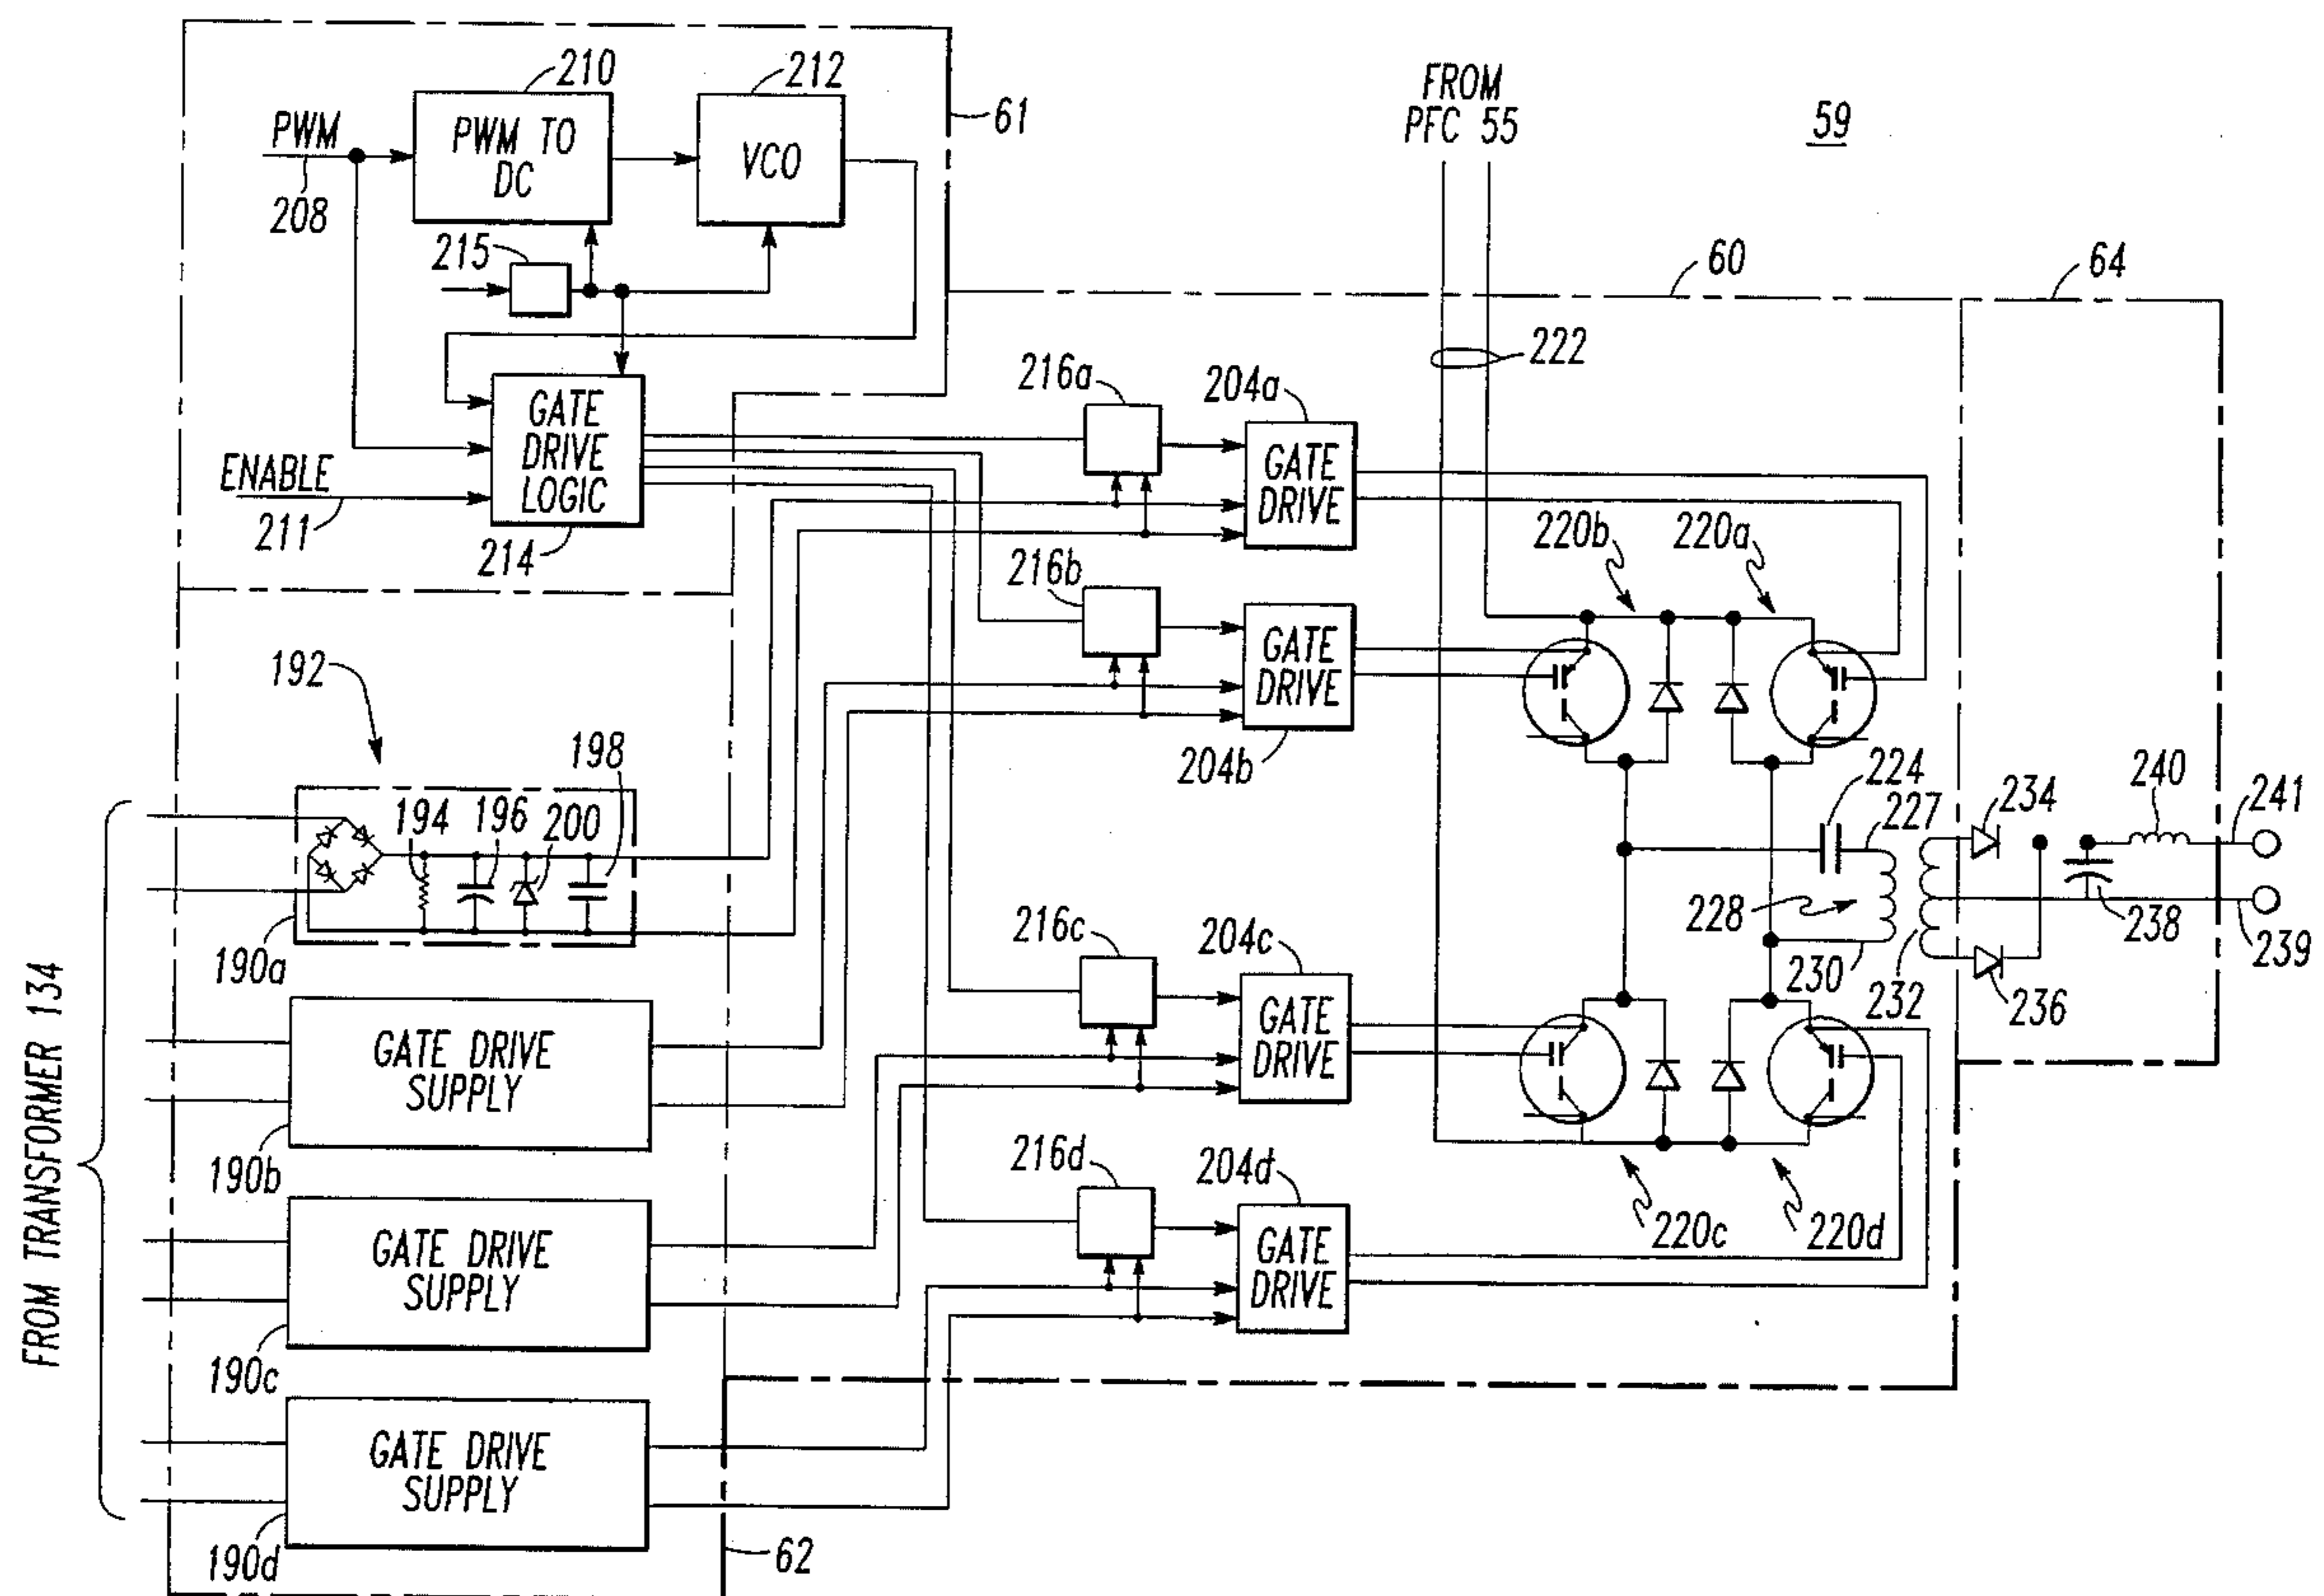 210
212
FROM
PFC 55
59
61
PWM
PWM TO
DC
VCO
208
215
60
64
222
216a
204a
GATE
DRIVE
LOGIC
ENABLE
211
214
GATE
DRIVE
220b
220a
216b
GATE
DRIVE
204b
192
198
194
196
200
190a
224
227
234
240
241
228
230
232
236
238
239
216c
204c
GATE
DRIVE
FROM TRANSFORMER 134
GATE DRIVE
SUPPLY
190b
216d
204d
GATE
DRIVE
220c
220d
GATE DRIVE
SUPPLY
190c
GATE DRIVE
SUPPLY
190d
62